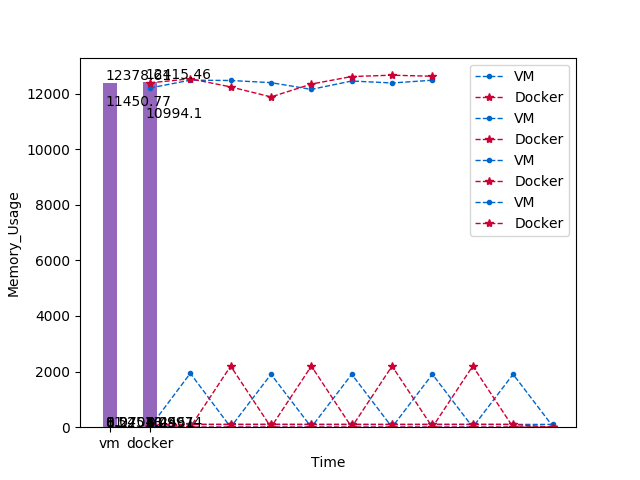 12378.61
12415.46
11450.77
10994.1
12000
10000
8000
6000
4000
2000
0
Memory_Usage
vm
docker
Time
VM
Docker
VM
Docker
VM
Docker
VM
Docker